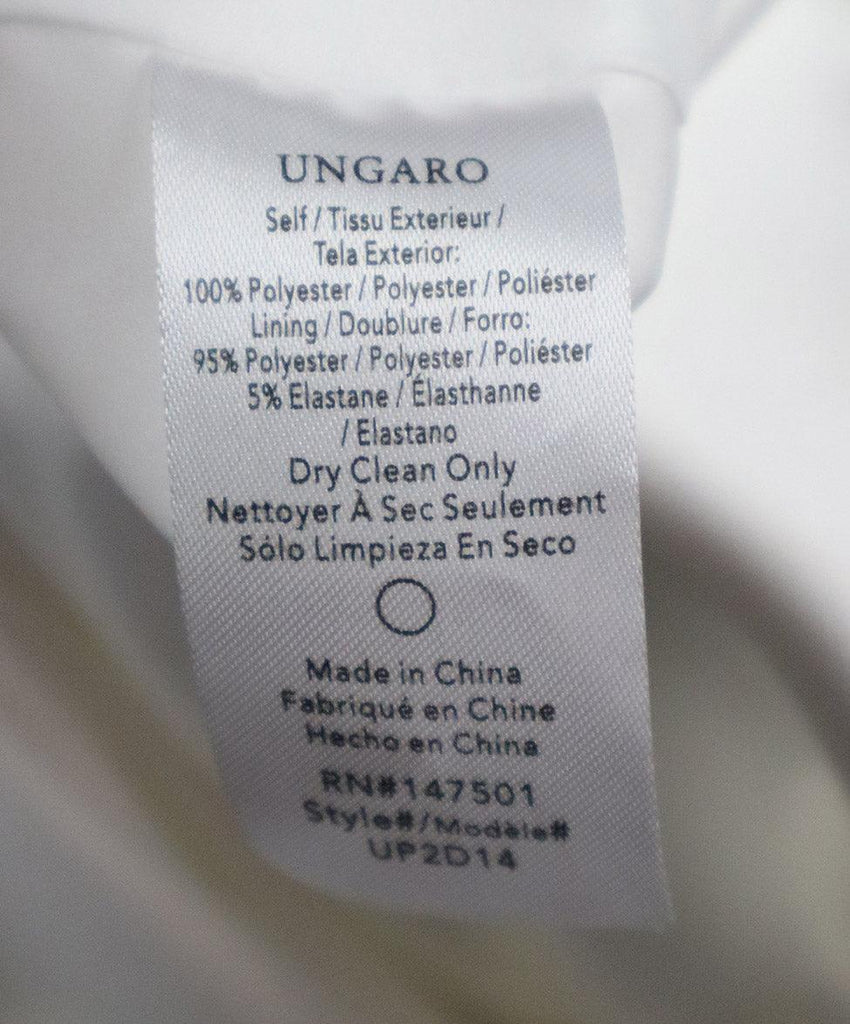 UNGARO
Self / Tissu Exterieur /
Tela Exterior:
100% Polyester / Polyester / Poliéster
Lining / Doublure / Forro:
95% Polyester / Polyester / Poliéster
5% Elastane / Élasthanne
/ Elastano
Dry Clean Only
Nettoyer À Sec Seulement
Sólo Limpieza En Seco
Made in China
Fabriqué en Chine
Hecho en China
RN#147501
Style#/Modèle#
UP2D14